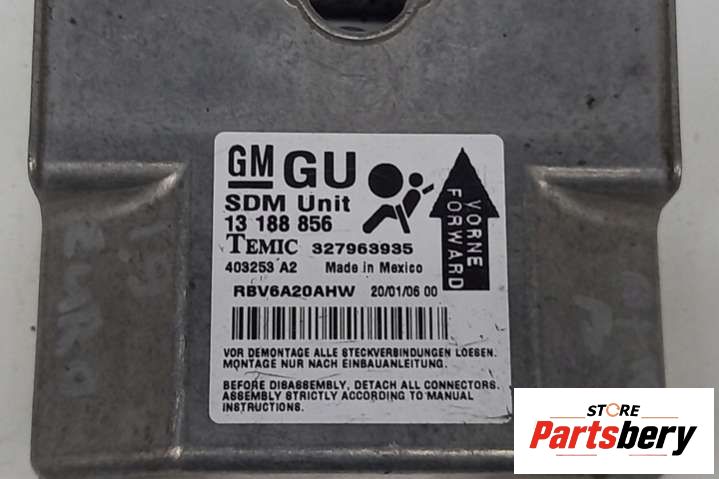 GM GU
SDM Unit
13 188 856
TEMIC 327963935
403253 A2 Made in Mexico
RBV6A20AHW 20/01/06 00
VORNE
FORWARD
VOR DEMONTAGE ALLE STECKVERBINDUNGEN LOESEN.
MONTAGE NUR NACH EINBAUANLEITUNG.
BEFORE DISASSEMBLY, DETACH ALL CONNECTORS.
ASSEMBLY STRICTLY ACCORDING TO MANUAL
INSTRUCTIONS.
STORE
Partsbery